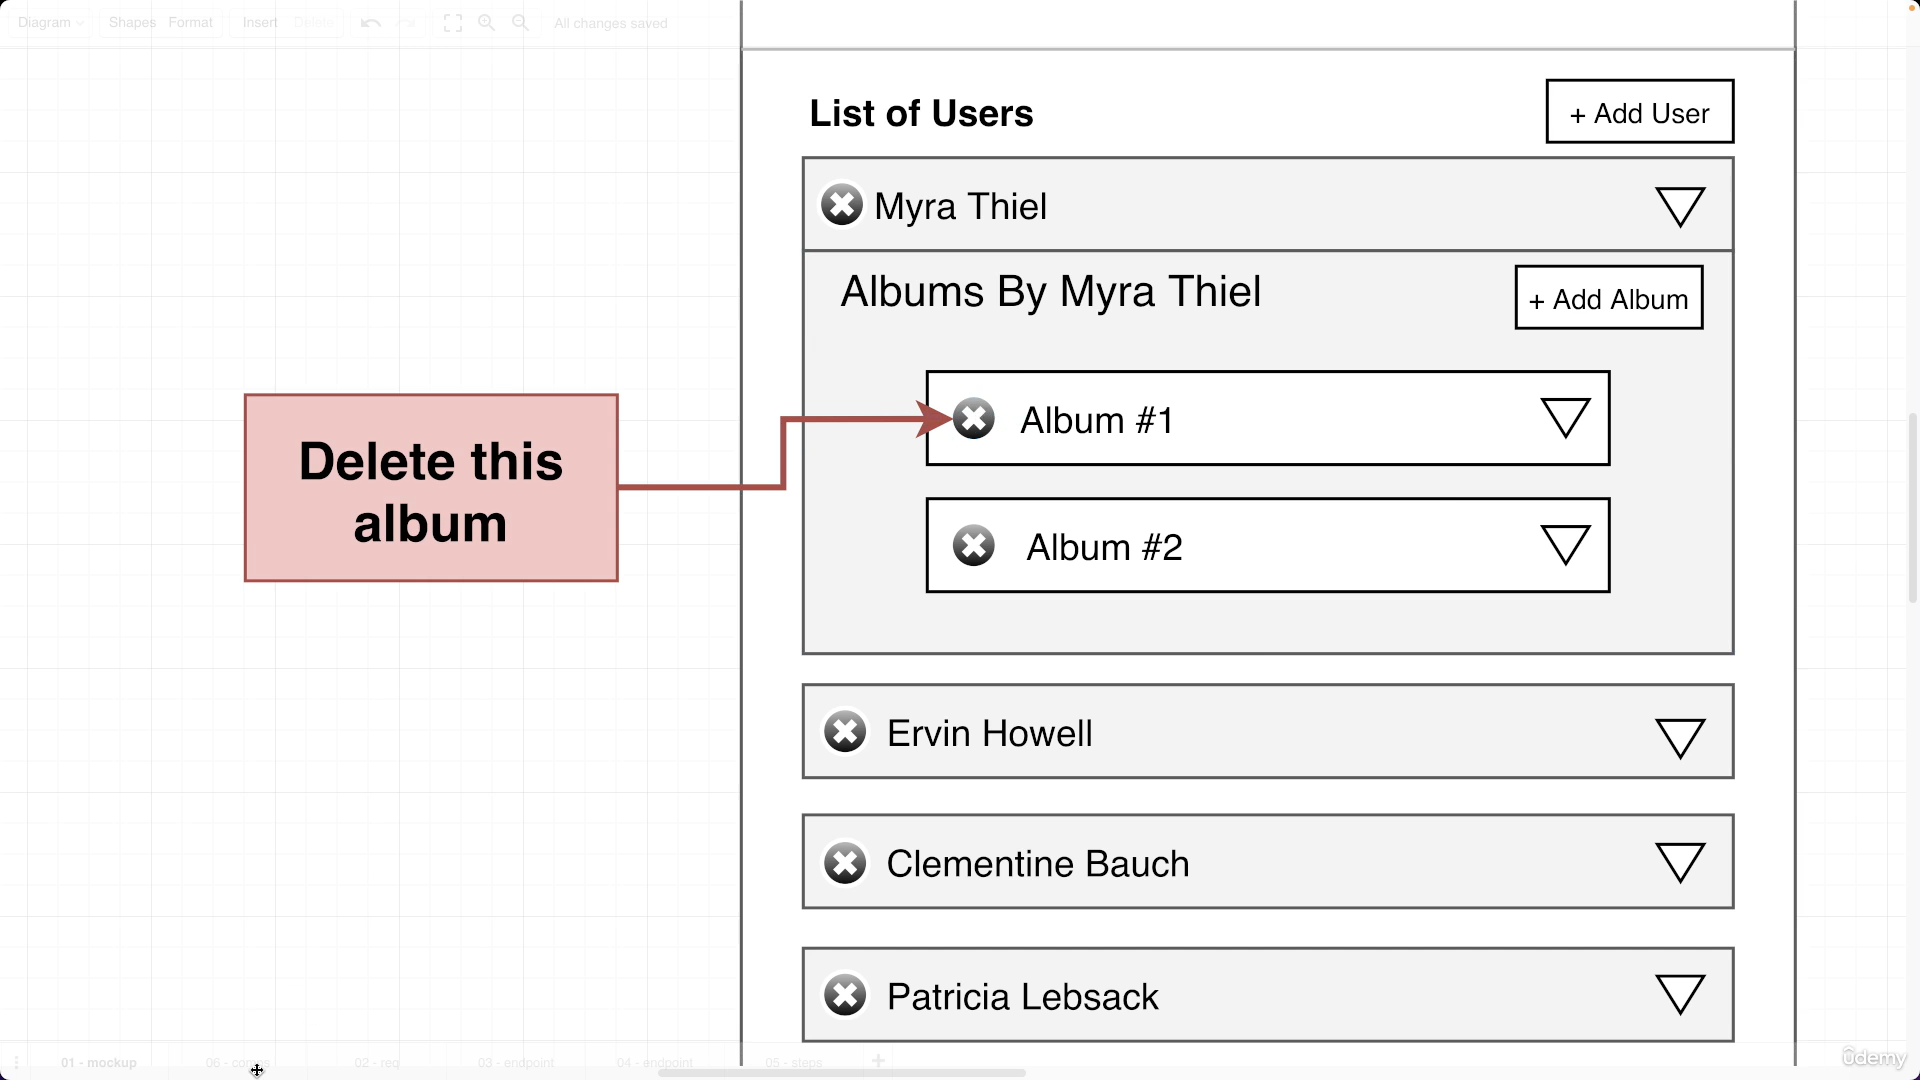 Diagram Shapes Format Insert Delete All changes saved
List of Users
+ Add User
Myra Thiel
Albums By Myra Thiel
+ Add Album
Delete this
album
Album #1
Album #2
Ervin Howell
Clementine Bauch
Patricia Lebsack
01 - mockup 06 - 02 - req 03 - endpoint 04 - endpoint 05 - steps +
ûdemy